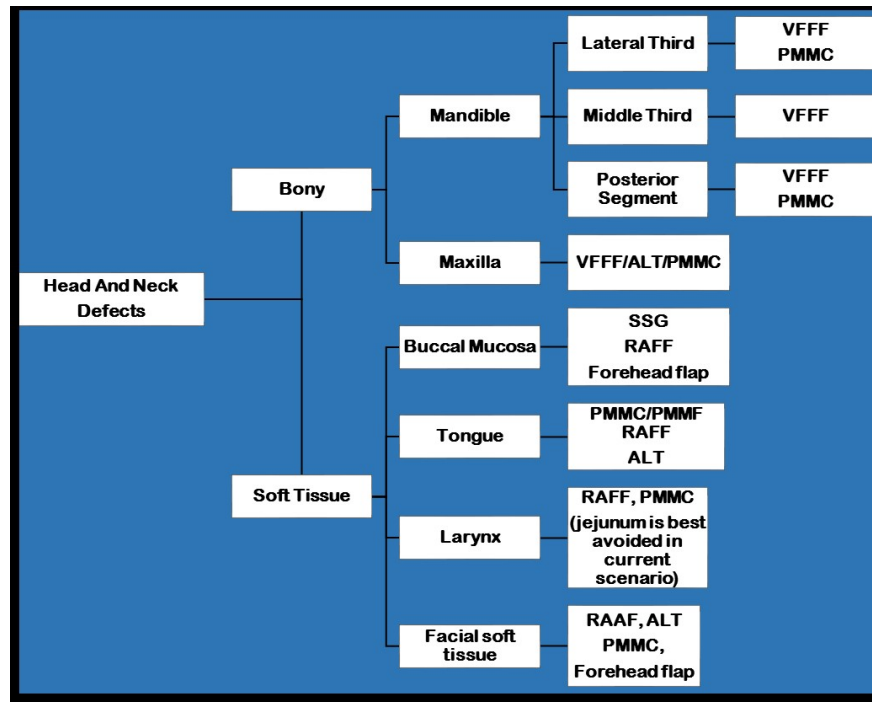 Head And Neck
Defects
Bony
Mandible
Lateral Third
VFFF
PMMC
Middle Third
VFFF
Posterior
Segment
VFFF
PMMC
Maxilla
VFFF/ALT/PMMC
Soft Tissue
Buccal Mucosa
SSG
RAFF
Forehead flap
Tongue
PMMC/PMMF
RAFF
ALT
Larynx
RAFF, PMMC
(jejunum is best
avoided in
current
scenario)
Facial soft
tissue
RAAF, ALT
PMMC,
Forehead flap